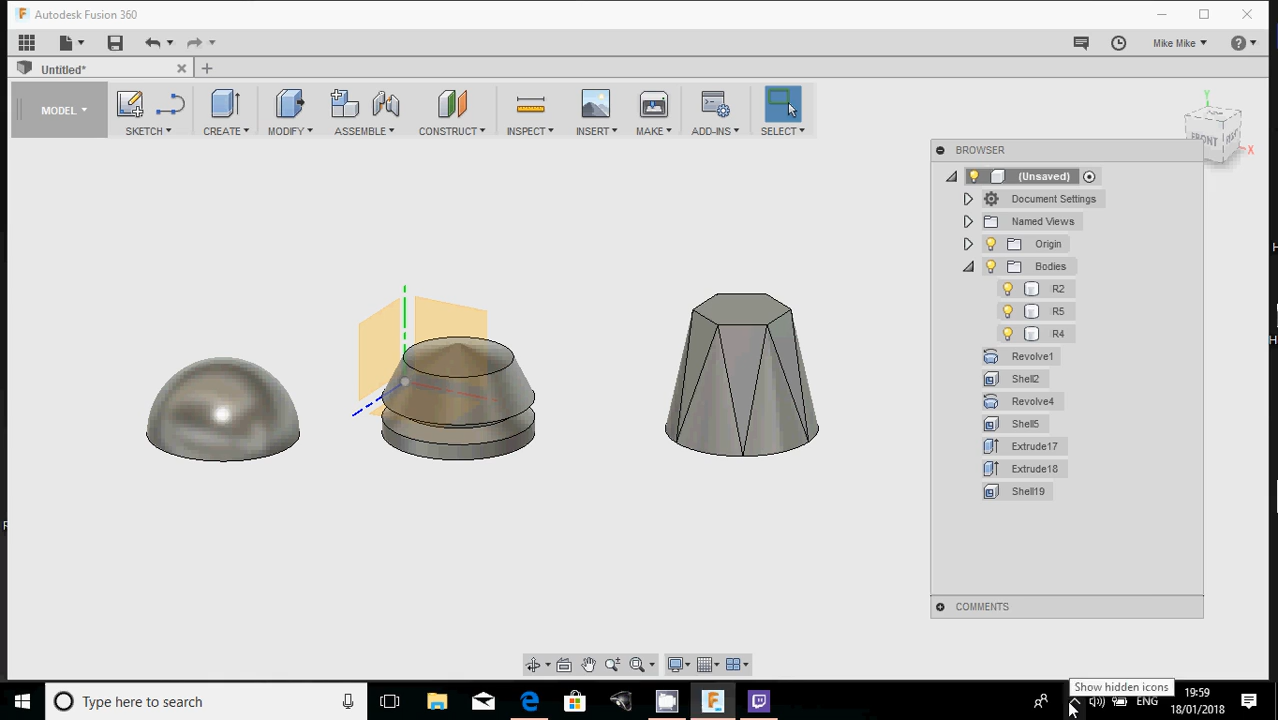 Autodesk Fusion 360
Mike Mike
Untitled*
MODEL
SKETCH
CREATE
MODIFY
ASSEMBLE
CONSTRUCT
INSPECT
INSERT
MAKE
ADD-INS
SELECT
Y
FRONT
X
BROWSER
(Unsaved)
Document Settings
Named Views
Origin
Bodies
R2
R5
R4
Revolve1
Shell2
Revolve4
Shell5
Extrude17
Extrude18
Shell19
COMMENTS
Show hidden icons
Type here to search
ENG
19:59
18/01/2018